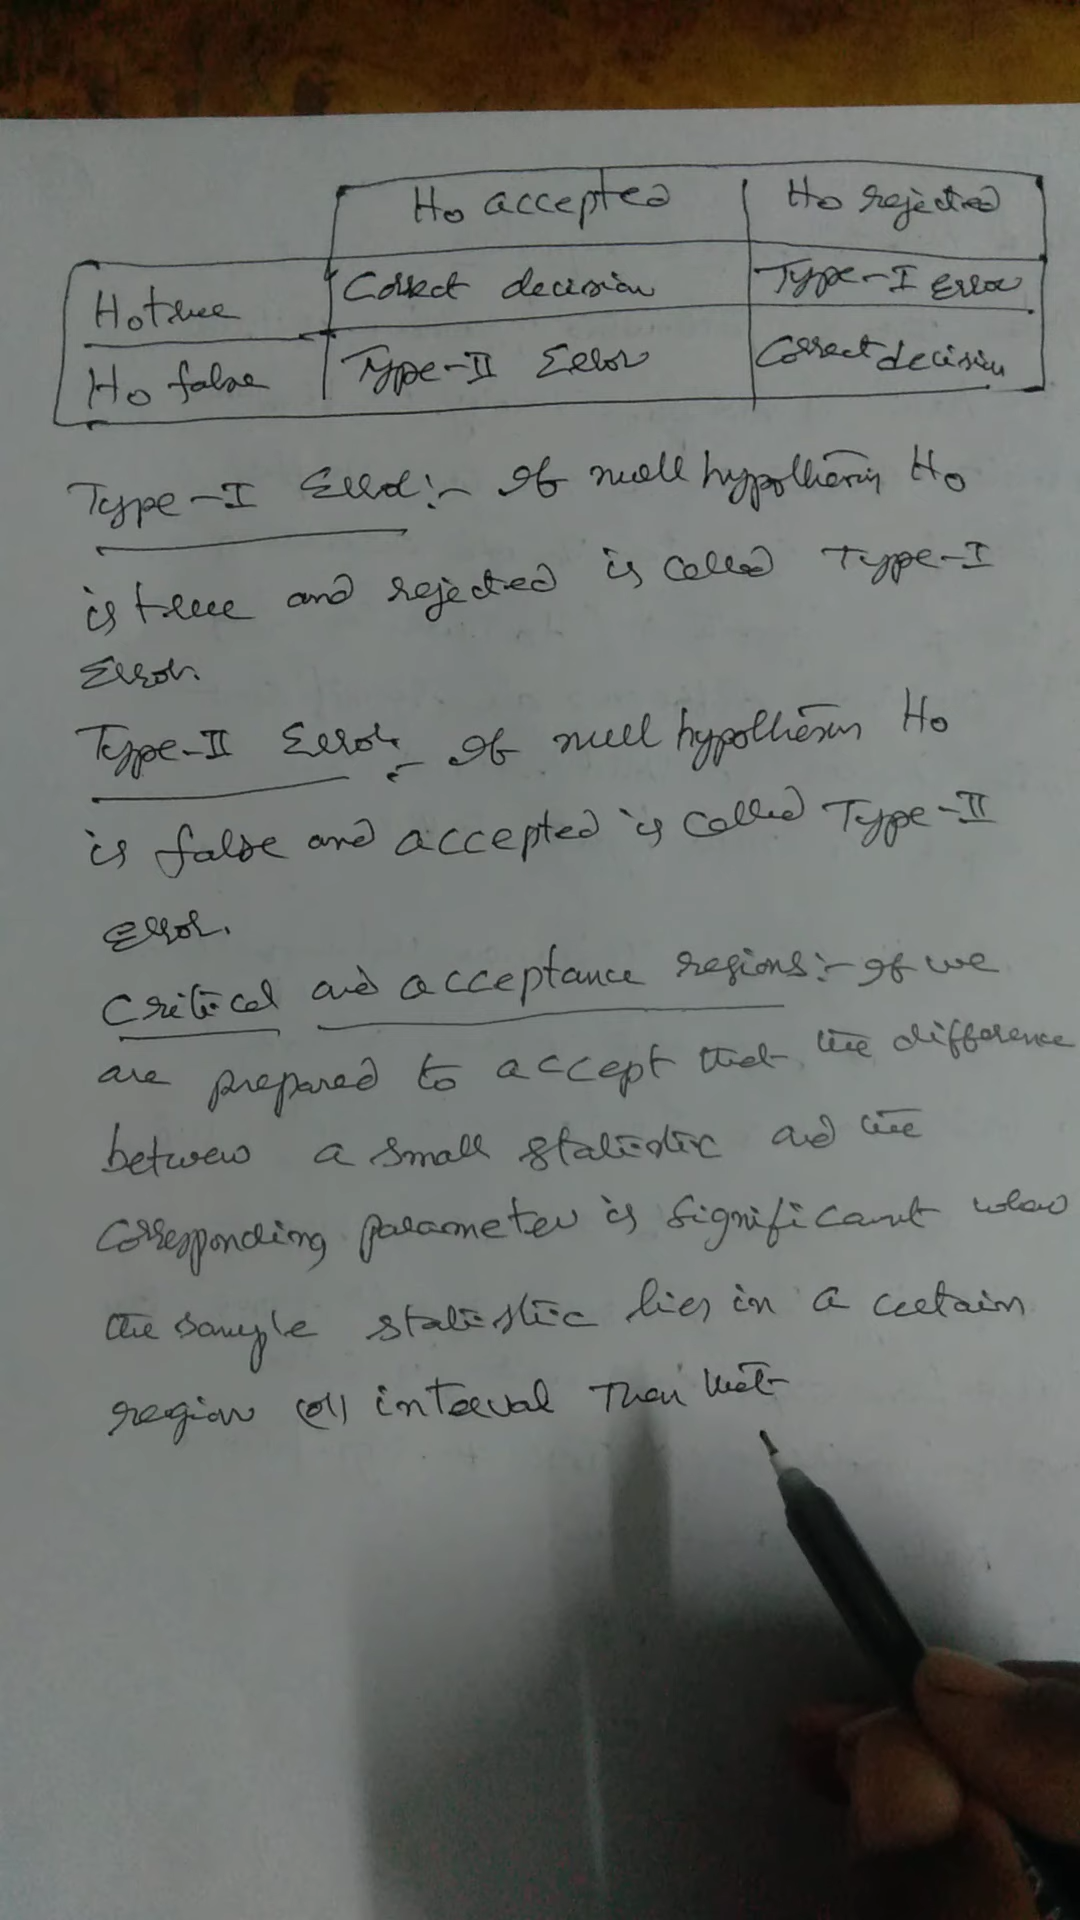 Ho accepted Ho rejected
Ho true Correct decision Type-I Error
Ho false Type-II Error Correct decision
Type-I Error:- If null hypothesis Ho
is true and rejected is called Type-I
Error.
Type-II Error:- If null hypothesis Ho
is false and accepted is called Type-II
Error.
Critical and acceptance regions:- If we
are prepared to accept that the difference
between a small statistic and the
corresponding parameter is significant when
the sample statistic lies in a certain
region (or) interval Then that